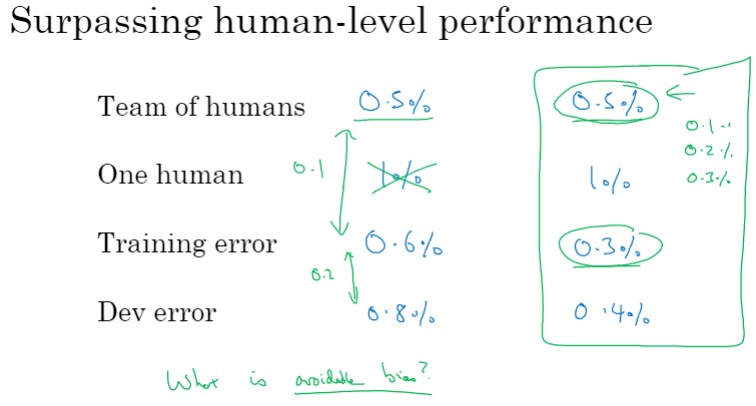 Surpassing human-level performance
Team of humans 0.5% 0.5% ←
0.1
0.2%
0.3%
One human 0.1 1% 1%
Training error 0.6% 0.3%
0.2
Dev error 0.8% 0.4%
What is avoidable bias?